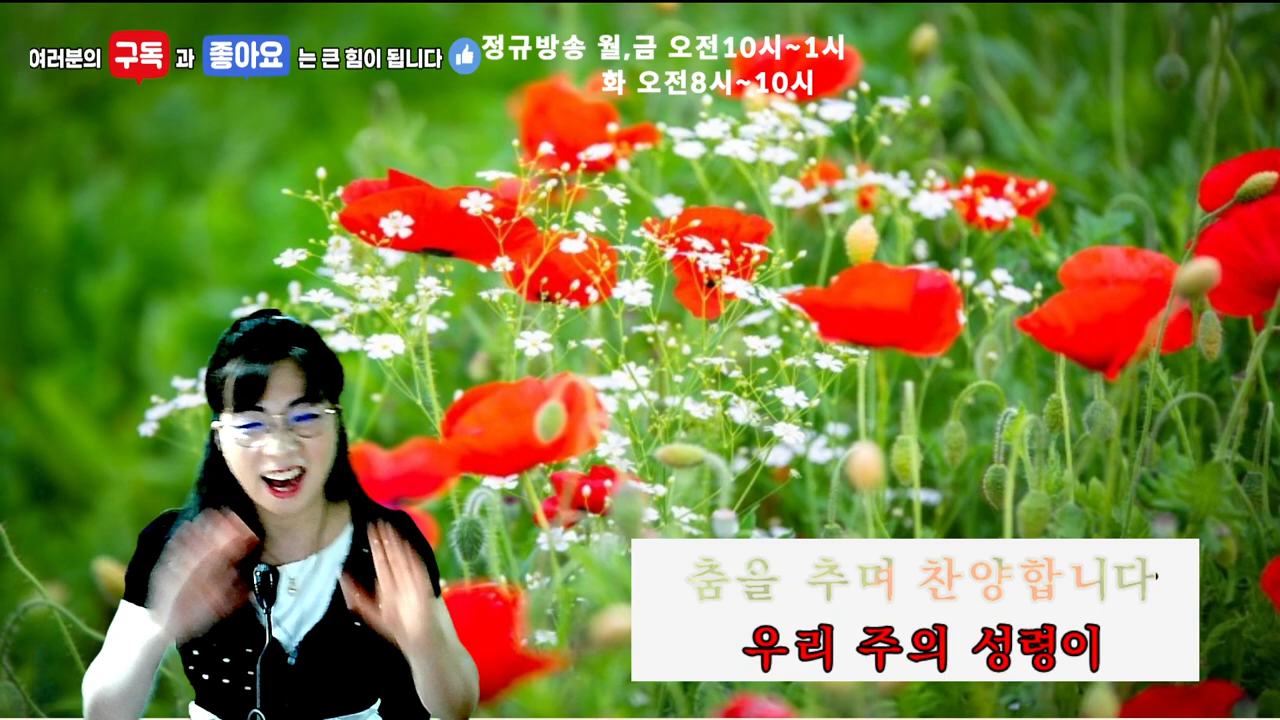 여러분의 구독 과 좋아요 는 큰 힘이 됩니다
정규방송 월,금 오전10시~1시
화 오전8시~10시
춤을 추며 찬양합니다
우리 주의 성령이